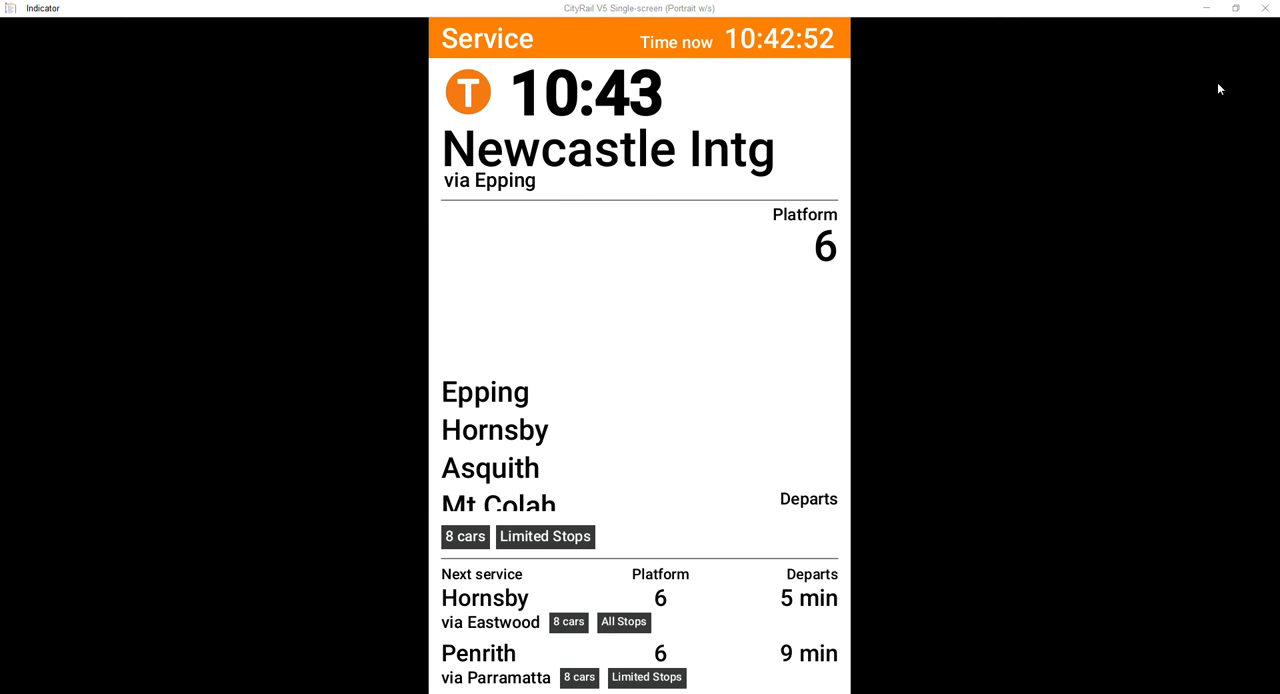 Indicator
CityRail V5 Single-screen (Portrait w/s)
Service Time now 10:42:52
T 10:43
Newcastle Intg
via Epping
Platform
6
Epping
Hornsby
Asquith
Mt Colah
Departs
8 cars Limited Stops
Next service Platform Departs
Hornsby 6 5 min
via Eastwood 8 cars All Stops
Penrith 6 9 min
via Parramatta 8 cars Limited Stops